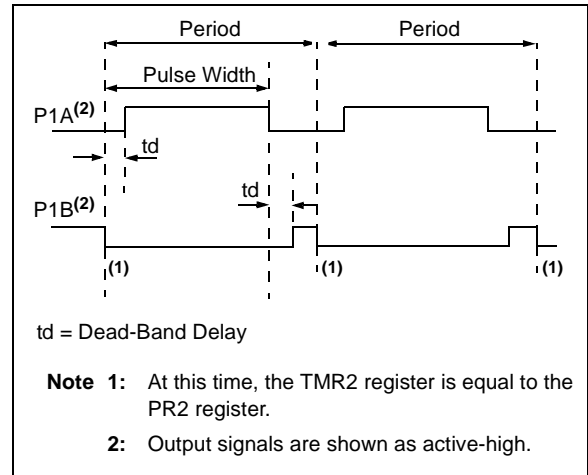 Period Period
Pulse Width
P1A(2)
td
td
P1B(2)
(1) (1) (1)
td = Dead-Band Delay
Note 1: At this time, the TMR2 register is equal to the
PR2 register.
2: Output signals are shown as active-high.